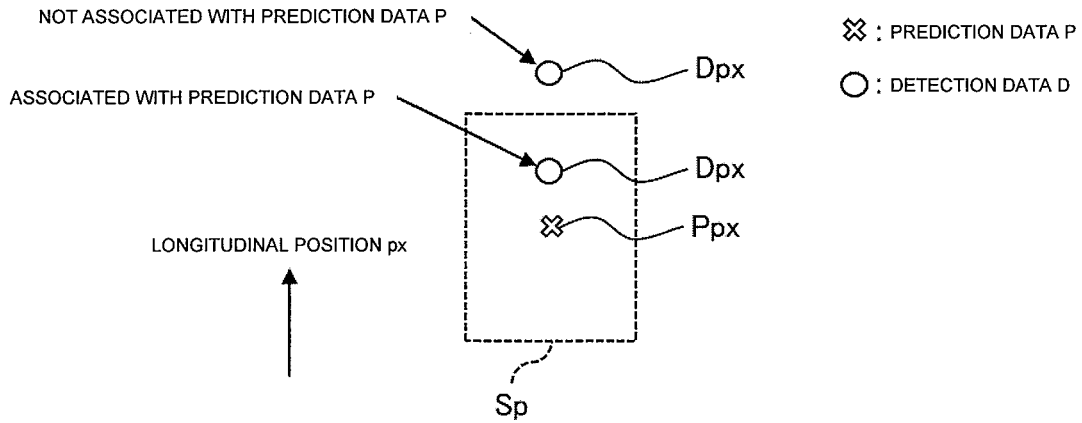 NOT ASSOCIATED WITH PREDICTION DATA P
Dpx
: PREDICTION DATA P
: DETECTION DATA D
ASSOCIATED WITH PREDICTION DATA P
Dpx
Ppx
LONGITUDINAL POSITION px
Sp